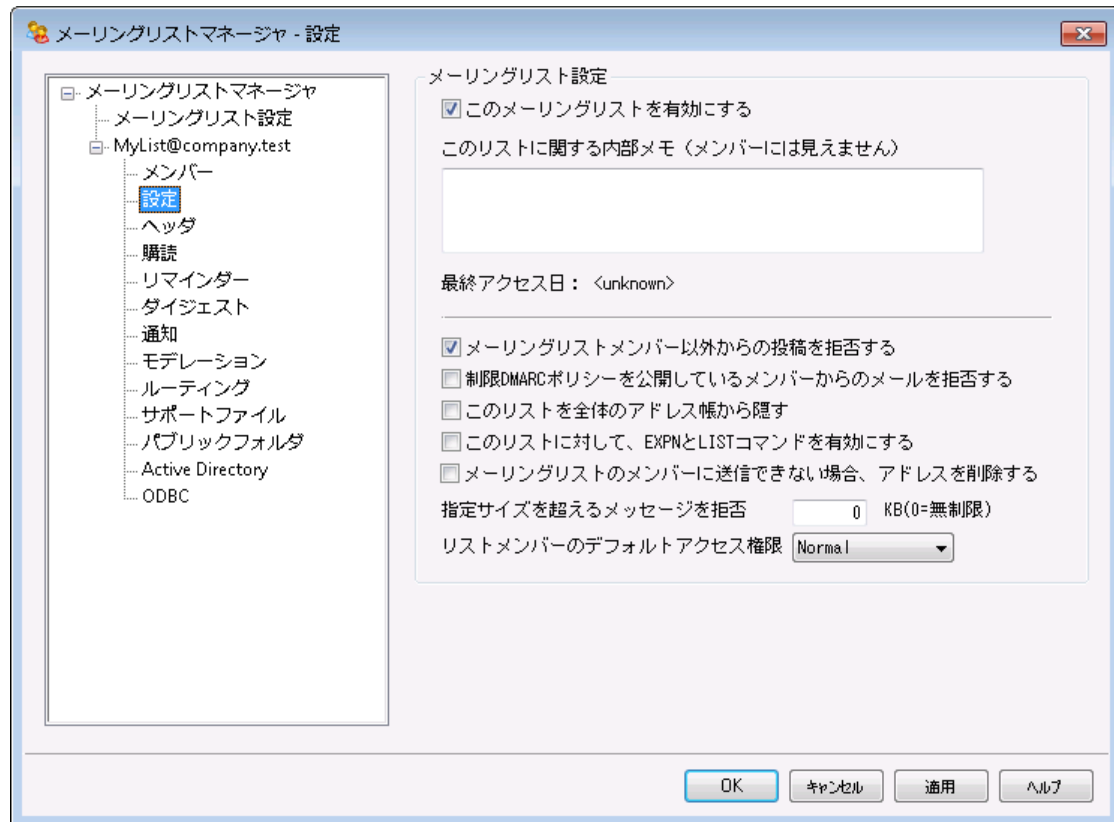 メーリングリストマネージャ - 設定
メーリングリストマネージャ
メーリングリスト設定
MyList@company.test
メンバー
設定
ヘッダ
購読
リマインダー
ダイジェスト
通知
モデレーション
ルーティング
サポートファイル
パブリックフォルダ
Active Directory
ODBC
メーリングリスト設定
このメーリングリストを有効にする
このリストに関する内部メモ（メンバーには見えません）
最終アクセス日： <unknown>
メーリングリストメンバー以外からの投稿を拒否する
制限DMARCポリシーを公開しているメンバーからのメールを拒否する
このリストを全体のアドレス帳から隠す
このリストに対して、EXPNとLISTコマンドを有効にする
メーリングリストのメンバーに送信できない場合、アドレスを削除する
指定サイズを超えるメッセージを拒否 0 KB(0=無制限)
リストメンバーのデフォルトアクセス権限 Normal
OK キャンセル 適用 ヘルプ